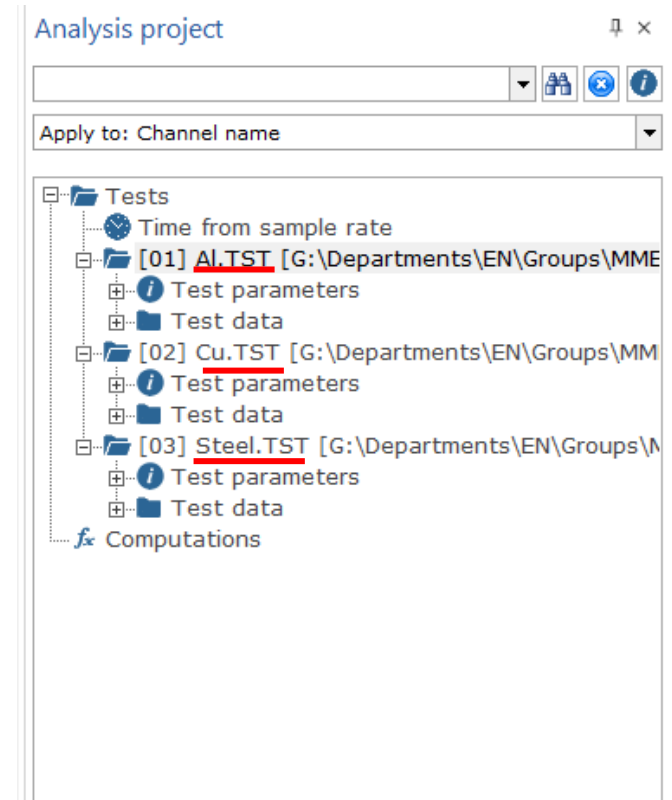 Analysis project
Apply to: Channel name
Tests
Time from sample rate
[01] Al.TST [G:\Departments\EN\Groups\MME
Test parameters
Test data
[02] Cu.TST [G:\Departments\EN\Groups\MM
Test parameters
Test data
[03] Steel.TST [G:\Departments\EN\Groups\
Test parameters
Test data
fx Computations